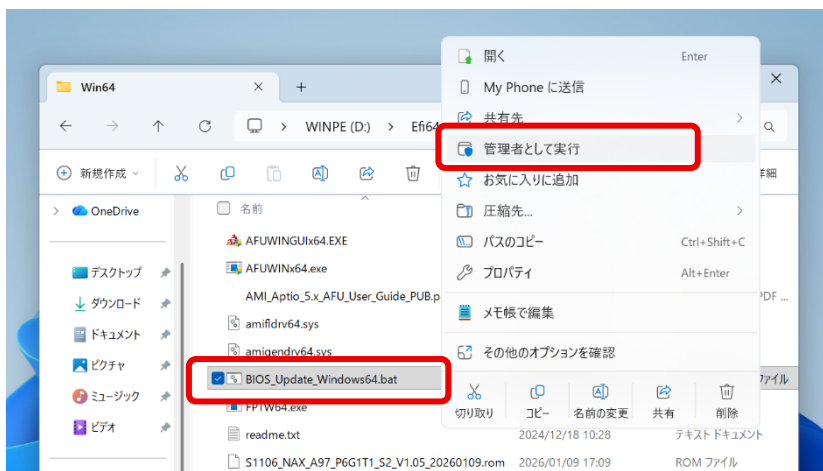 Win64
WINPE (D:) > Efi64
新規作成
OneDrive
デスクトップ
ダウンロード
ドキュメント
ピクチャ
ミュージック
ビデオ
名前
AFUWINGUIx64.EXE
AFUWINx64.exe
AMI_Aptio_5.x_AFU_User_Guide_PUB.p
PDF ...
amifldrv64.sys
amigendrv64.sys
BIOS_Update_Windows64.bat
ファイル
FPTW64.exe
readme.txt 2024/12/18 10:28 テキスト ドキュメント
S1106_NAX_A97_P6G1T1_S2_V1.05_20260109.rom 2026/01/09 17:09 ROM ファイル
開く Enter
My Phone に送信
共有先
管理者として実行
お気に入りに追加
圧縮先...
パスのコピー Ctrl+Shift+C
プロパティ Alt+Enter
メモ帳で編集
その他のオプションを確認
切り取り コピー 名前の変更 共有 削除